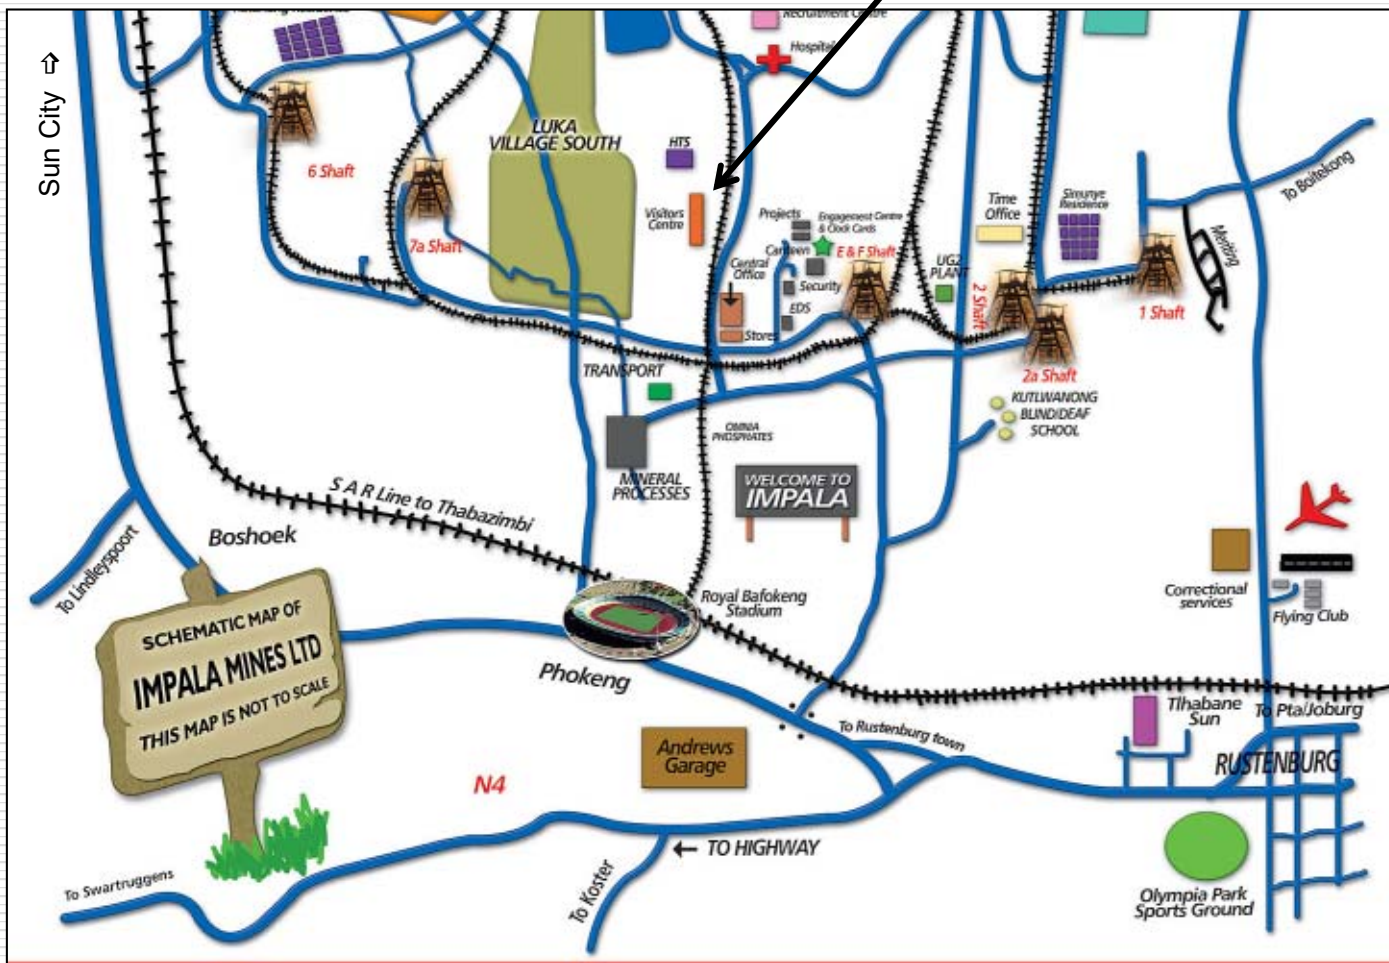 Recruitment Centre
Hospital
Sun City ⇨
LUKA
VILLAGE SOUTH
HTS
6 Shaft
7a Shaft
Visitors
Centre
Projects
Engagement Centre
& Clock Cards
Canteen
E & F Shaft
Central
Office
Security
EDS
Stores
Time
Office
Simunye
Residence
To Boitekong
Meriting
UG2
PLANT
2 Shaft
1 Shaft
2a Shaft
TRANSPORT
KUTLWANONG
BLIND/DEAF
SCHOOL
OMNIA
PHOSPHATES
MINERAL
PROCESSES
WELCOME TO
IMPALA
S A R Line to Thabazimbi
Boshoek
To Lindleyspoort
Correctional
services
Flying Club
Royal Bafokeng
Stadium
SCHEMATIC MAP OF
IMPALA MINES LTD
THIS MAP IS NOT TO SCALE
Phokeng
Tlhabane
Sun
To Pta/Joburg
To Rustenburg town
Andrews
Garage
RUSTENBURG
N4
← TO HIGHWAY
To Swartruggens
To Koster
Olympia Park
Sports Ground